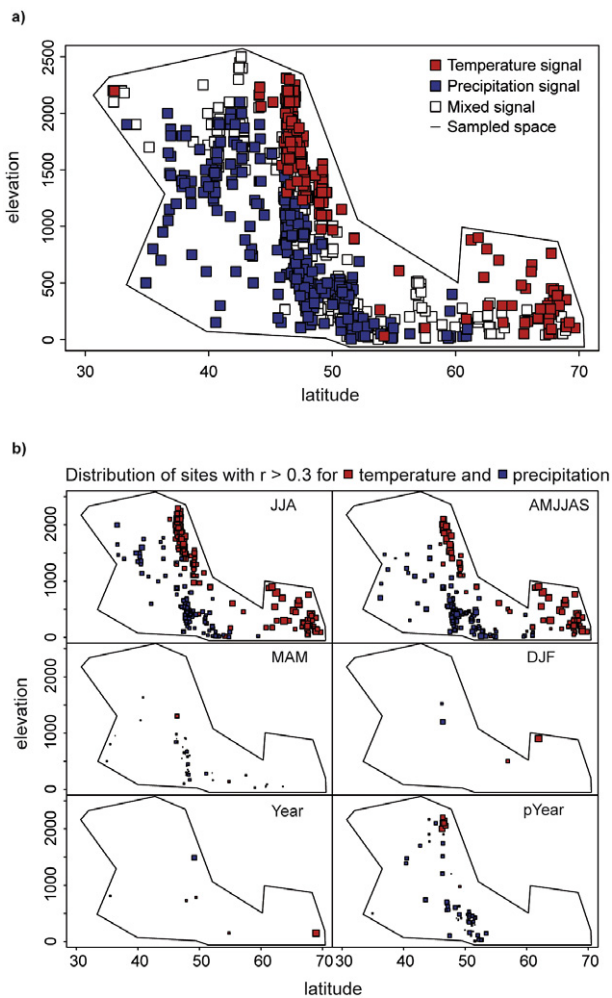 a)
2500
2000
1500
1000
500
0
elevation
Temperature signal
Precipitation signal
Mixed signal
Sampled space
30 40 50 60 70
latitude
b)
Distribution of sites with r > 0.3 for temperature and precipitation
JJA AMJJAS
2000
1000
0
MAM DJF
2000
1000
0
elevation
Year pYear
2000
1000
0
30 40 50 60 70 30 40 50 60 70
latitude